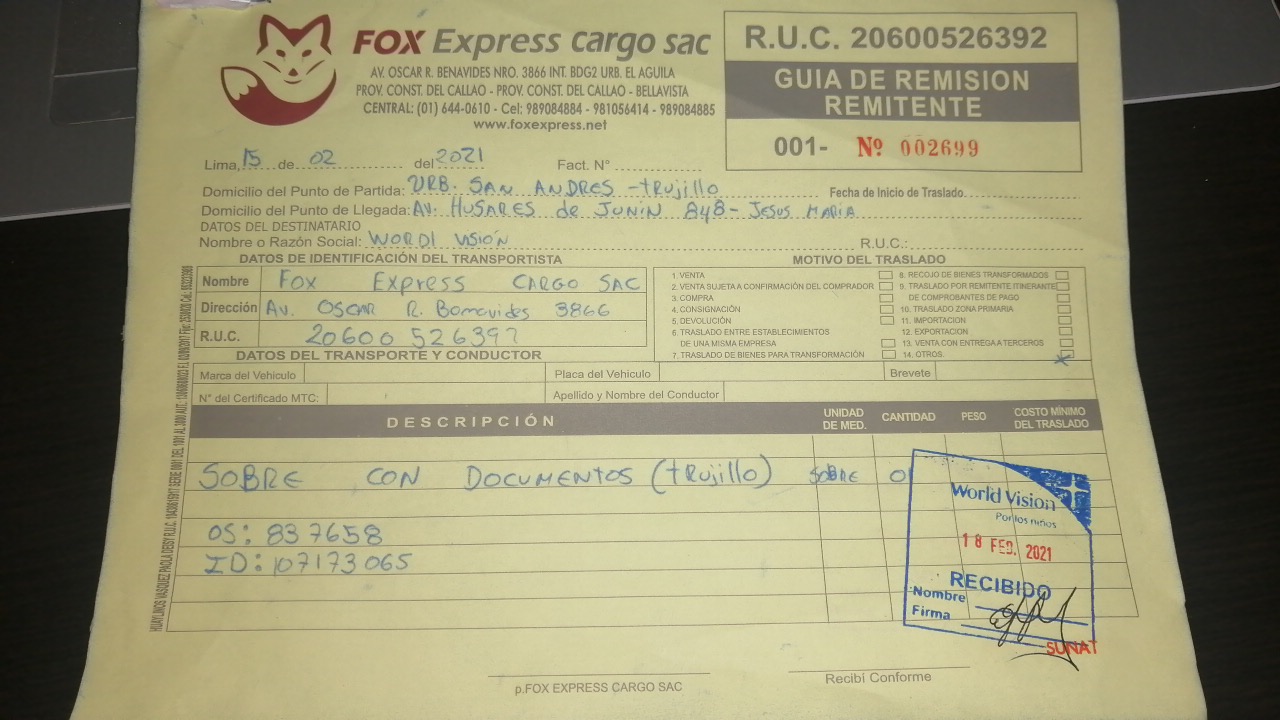 FOX Express cargo sac
AV. OSCAR R. BENAVIDES NRO. 3866 INT. BDG2 URB. EL AGUILA
PROV. CONST. DEL CALLAO - PROV. CONST. DEL CALLAO - BELLAVISTA
CENTRAL: (01) 644-0610 - Cel: 989084884 - 981056414 - 989084885
www.foxexpress.net
R.U.C. 20600526392
GUIA DE REMISION
REMITENTE
001- Nº 002699
Lima, 15 de 02 del 2021 Fact. N°
Domicilio del Punto de Partida: URB. SAN ANDRES - trujillo Fecha de Inicio de Traslado
Domicilio del Punto de Llegada: AV. HUSARES de JUNIN 848 - JESUS MARIA
DATOS DEL DESTINATARIO
Nombre o Razón Social: WORDI VISIÓN R.U.C.:
DATOS DE IDENTIFICACIÓN DEL TRANSPORTISTA
Nombre Fox Express CARGO SAC
Dirección Av. OSCAR R. Bomavides 3866
R.U.C. 20600526392
MOTIVO DEL TRASLADO
1. VENTA
2. VENTA SUJETA A CONFIRMACIÓN DEL COMPRADOR
3. COMPRA
4. CONSIGNACIÓN
5. DEVOLUCIÓN
6. TRASLADO ENTRE ESTABLECIMIENTOS
DE UNA MISMA EMPRESA
7. TRASLADO DE BIENES PARA TRANSFORMACIÓN
8. RECOJO DE BIENES TRANSFORMADOS
9. TRASLADO POR REMITENTE ITINERANTE
DE COMPROBANTES DE PAGO
10. TRASLADO ZONA PRIMARIA
11. IMPORTACION
12. EXPORTACION
13. VENTA CON ENTREGA A TERCEROS
14. OTROS. X
DATOS DEL TRANSPORTE Y CONDUCTOR
Marca del Vehiculo Placa del Vehiculo Brevete
N° del Certificado MTC: Apellido y Nombre del Conductor
DESCRIPCIÓN UNIDAD DE MED. CANTIDAD PESO COSTO MÍNIMO DEL TRASLADO
SOBRE CON DOCUMENTOS (trujillo) SOBRE
OS: 837658
ID: 107173065
World Vision
Por los niños
18 FEB. 2021
RECIBIDO
Nombre
Firma
SUNAT
p.FOX EXPRESS CARGO SAC
Recibí Conforme